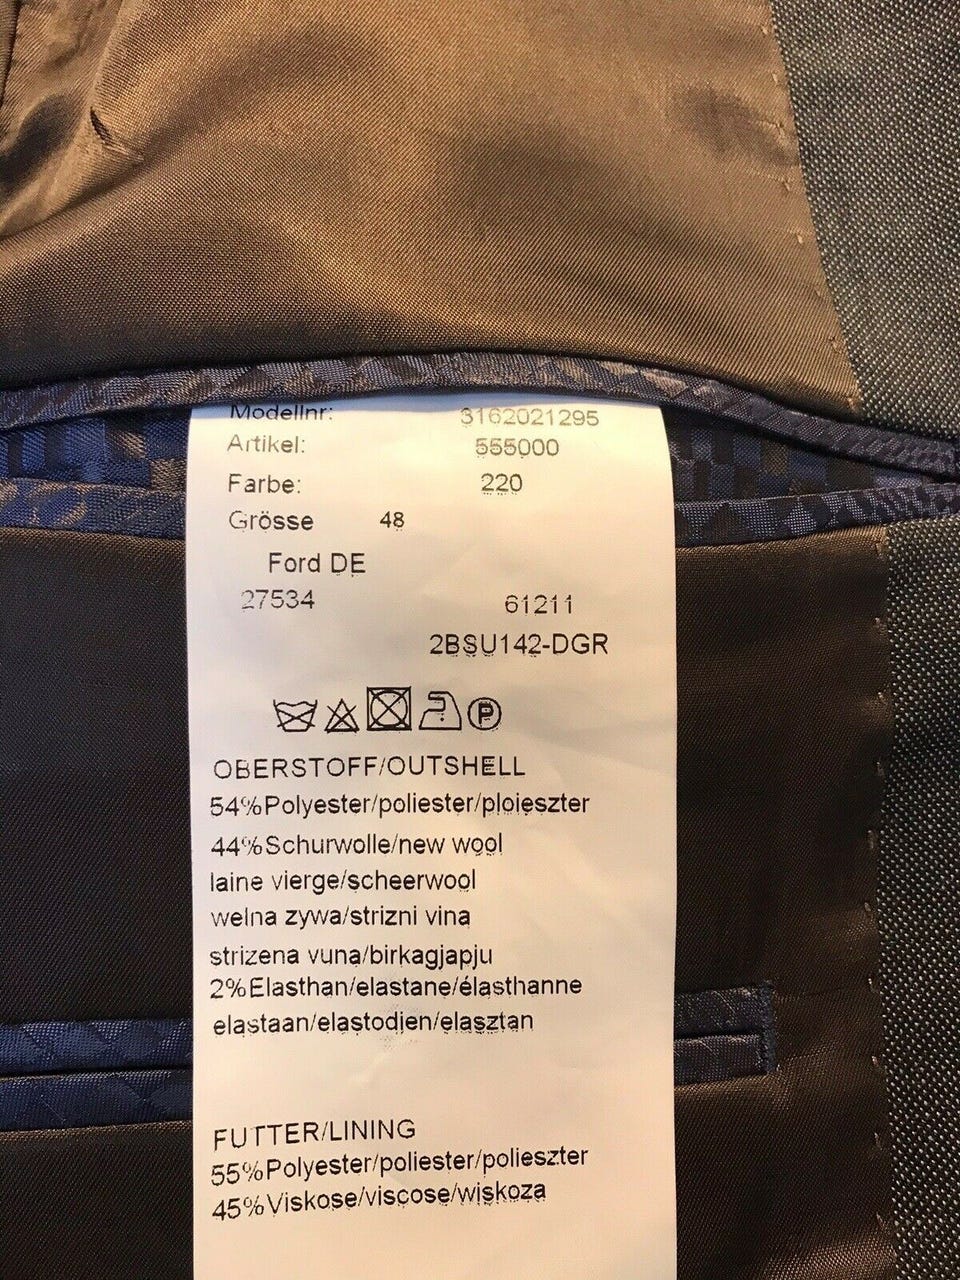 Modellnr: 3162021295
Artikel: 555000
Farbe: 220
Grösse 48
Ford DE
27534 61211
2BSU142-DGR
P
OBERSTOFF/OUTSHELL
54%Polyester/poliester/ploieszter
44%Schurwolle/new wool
laine vierge/scheerwool
welna zywa/strizni vina
strizena vuna/birkagjapju
2%Elasthan/elastane/élasthanne
elastaan/elastodien/elasztan
FUTTER/LINING
55%Polyester/poliester/polieszter
45%Viskose/viscose/wiskoza